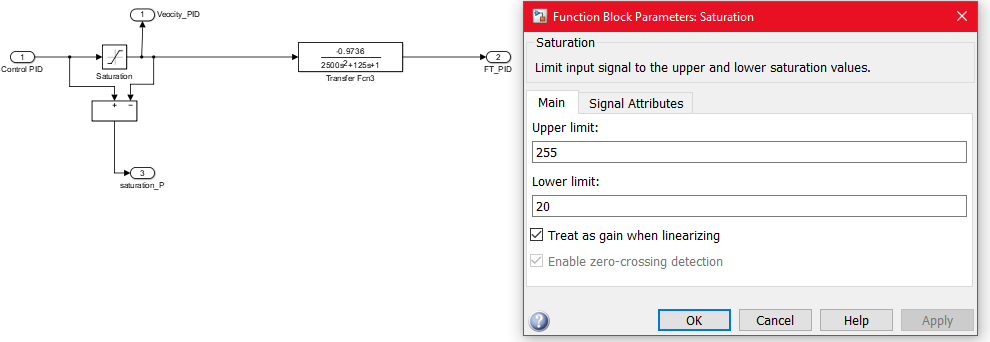 1
Veocity_PID
1
Control PID
Saturation
-0.9736
2500s²+125s+1
Transfer Fcn3
2
FT_PID
+ −
3
saturation_P
Function Block Parameters: Saturation
Saturation
Limit input signal to the upper and lower saturation values.
Main
Signal Attributes
Upper limit:
255
Lower limit:
20
Treat as gain when linearizing
Enable zero-crossing detection
OK
Cancel
Help
Apply